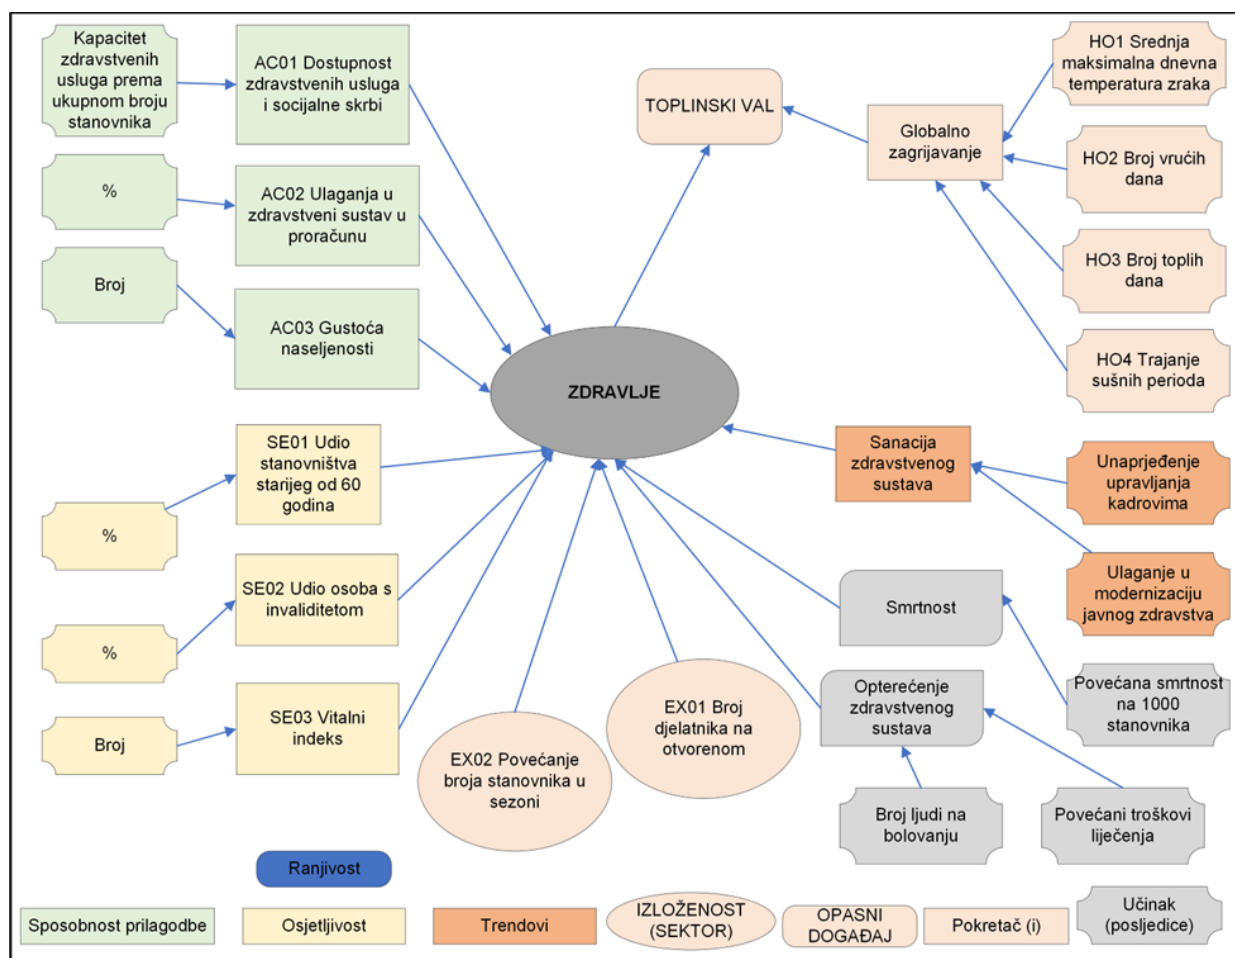 Kapacitet
zdravstvenih
usluga prema
ukupnom broju
stanovnika
AC01 Dostupnost
zdravstvenih usluga
i socijalne skrbi
TOPLINSKI VAL
Globalno
zagrijavanje
HO1 Srednja
maksimalna dnevna
temperatura zraka
HO2 Broj vrućih
dana
%
AC02 Ulaganja u
zdravstveni sustav u
proračunu
HO3 Broj toplih
dana
Broj
AC03 Gustoća
naseljenosti
HO4 Trajanje
sušnih perioda
ZDRAVLJE
SE01 Udio
stanovništva
starijeg od 60
godina
Sanacija
zdravstvenog
sustava
Unaprjeđenje
upravljanja
kadrovima
%
SE02 Udio osoba s
invaliditetom
Smrtnost
Ulaganje u
modernizaciju
javnog zdravstva
%
SE03 Vitalni
indeks
EX02 Povećanje
broja stanovnika u
sezoni
EX01 Broj
djelatnika na
otvorenom
Opterećenje
zdravstvenog
sustava
Povećana smrtnost
na 1000
stanovnika
Broj
Broj ljudi na
bolovanju
Povećani troškovi
liječenja
Ranjivost
Sposobnost prilagodbe
Osjetljivost
Trendovi
IZLOŽENOST
(SEKTOR)
OPASNI
DOGAĐAJ
Pokretač (i)
Učinak
(posljedice)